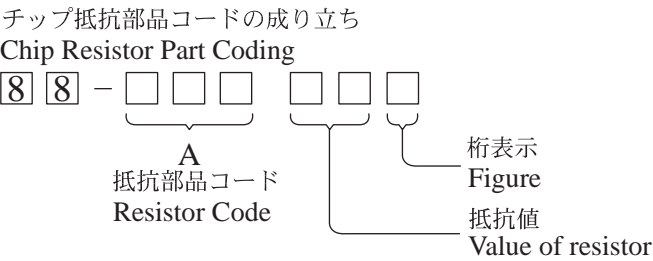 チップ抵抗部品コードの成り立ち
Chip Resistor Part Coding
8 8 − □ □ □ □ □ □
A
抵抗部品コード
Resistor Code
桁表示
Figure
抵抗値
Value of resistor